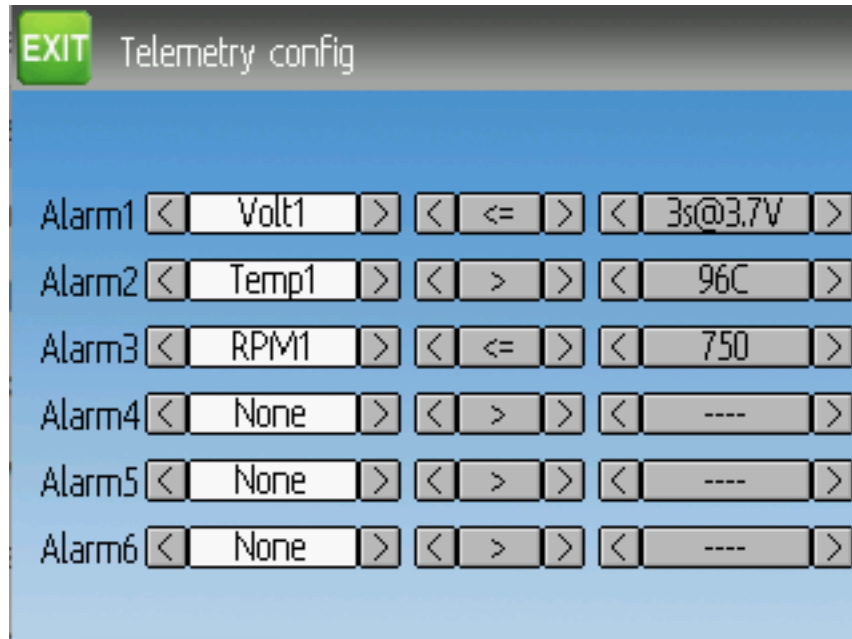 EXIT Telemetry config
Alarm1 < Volt1 > < <= > < 3s@3.7V >
Alarm2 < Temp1 > < > > < 96C >
Alarm3 < RPM1 > < <= > < 750 >
Alarm4 < None > < > > < ---- >
Alarm5 < None > < > > < ---- >
Alarm6 < None > < > > < ---- >